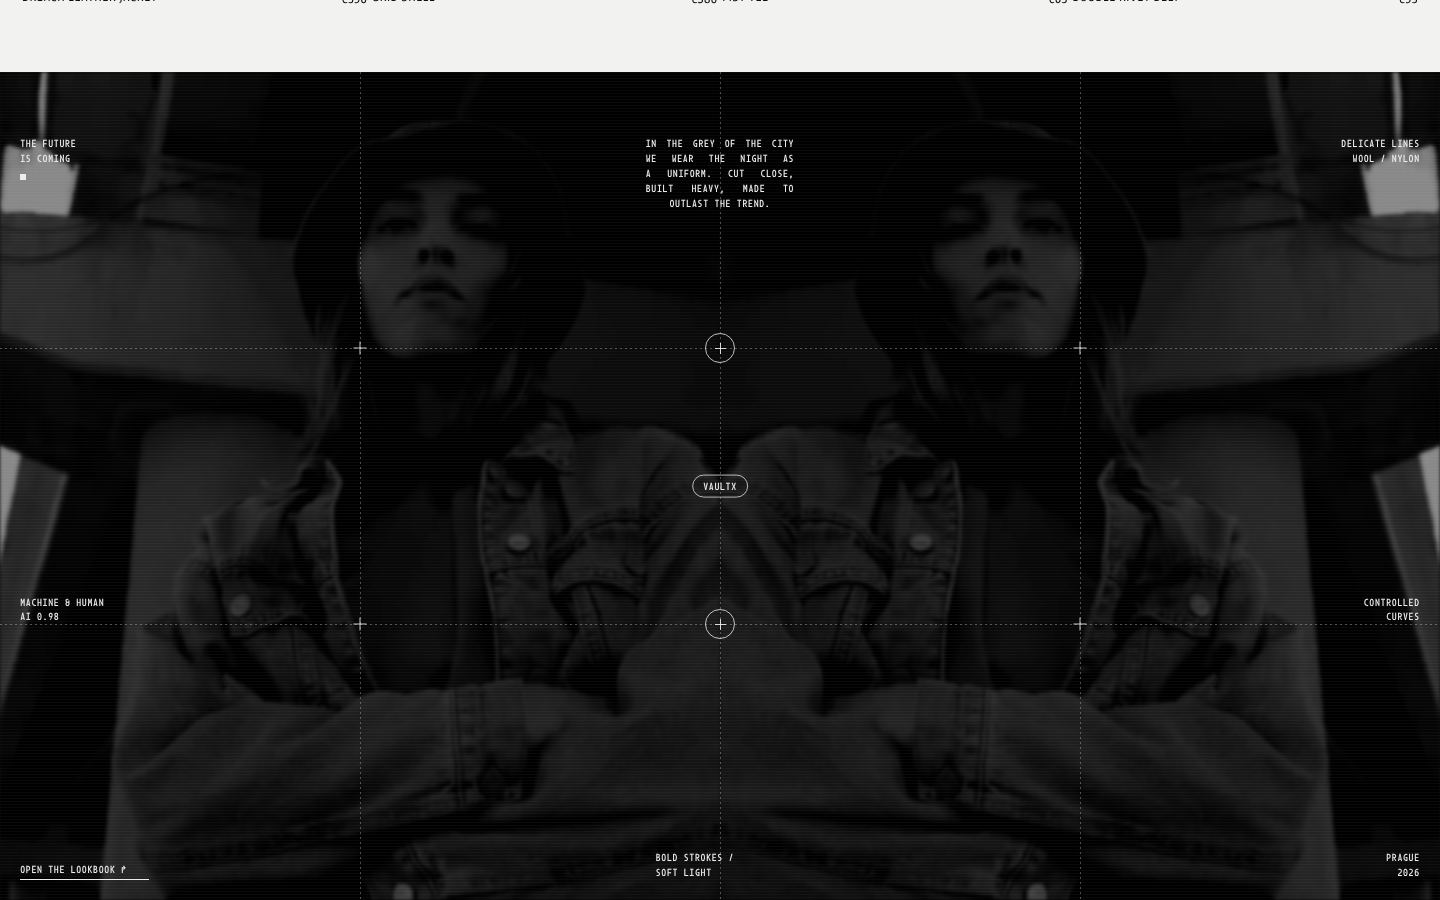 THE FUTURE
IS COMING
IN THE GREY OF THE CITY
WE WEAR THE NIGHT AS
A UNIFORM. CUT CLOSE,
BUILT HEAVY, MADE TO
OUTLAST THE TREND.
DELICATE LINES
WOOL / NYLON
VAULTX
MACHINE & HUMAN
AI 0.98
CONTROLLED
CURVES
OPEN THE LOOKBOOK ↱
BOLD STROKES /
SOFT LIGHT
PRAGUE
2026